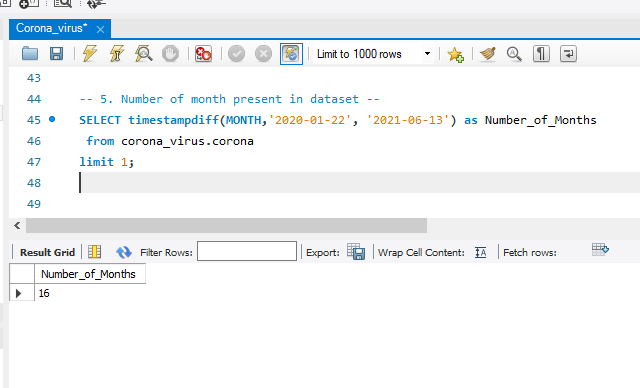 Corona_virus*
Limit to 1000 rows
43
44 -- 5. Number of month present in dataset --
45 SELECT timestampdiff(MONTH,'2020-01-22', '2021-06-13') as Number_of_Months
46 from corona_virus.corona
47 limit 1;
48
49
Result Grid Filter Rows: Export: Wrap Cell Content: Fetch rows:
Number_of_Months
16